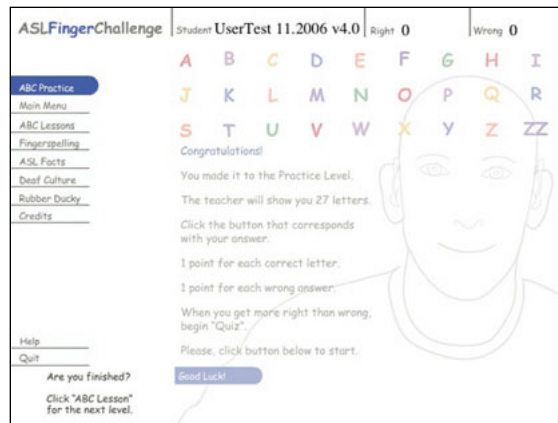 ASLFingerChallenge Student UserTest 11.2006 v4.0 Right 0 Wrong 0
A B C D E F G H I
J K L M N O P Q R
S T U V W X Y Z ZZ
ABC Practice
Main Menu
ABC Lessons
Fingerspelling
ASL Facts
Deaf Culture
Rubber Ducky
Credits
Help
Quit
Are you finished?
Click "ABC Lesson"
for the next level.
Congratulations!
You made it to the Practice Level.
The teacher will show you 27 letters.
Click the button that corresponds
with your answer.
1 point for each correct letter.
1 point for each wrong answer.
When you get more right than wrong,
begin "Quiz".
Please, click button below to start.
Good Luck!